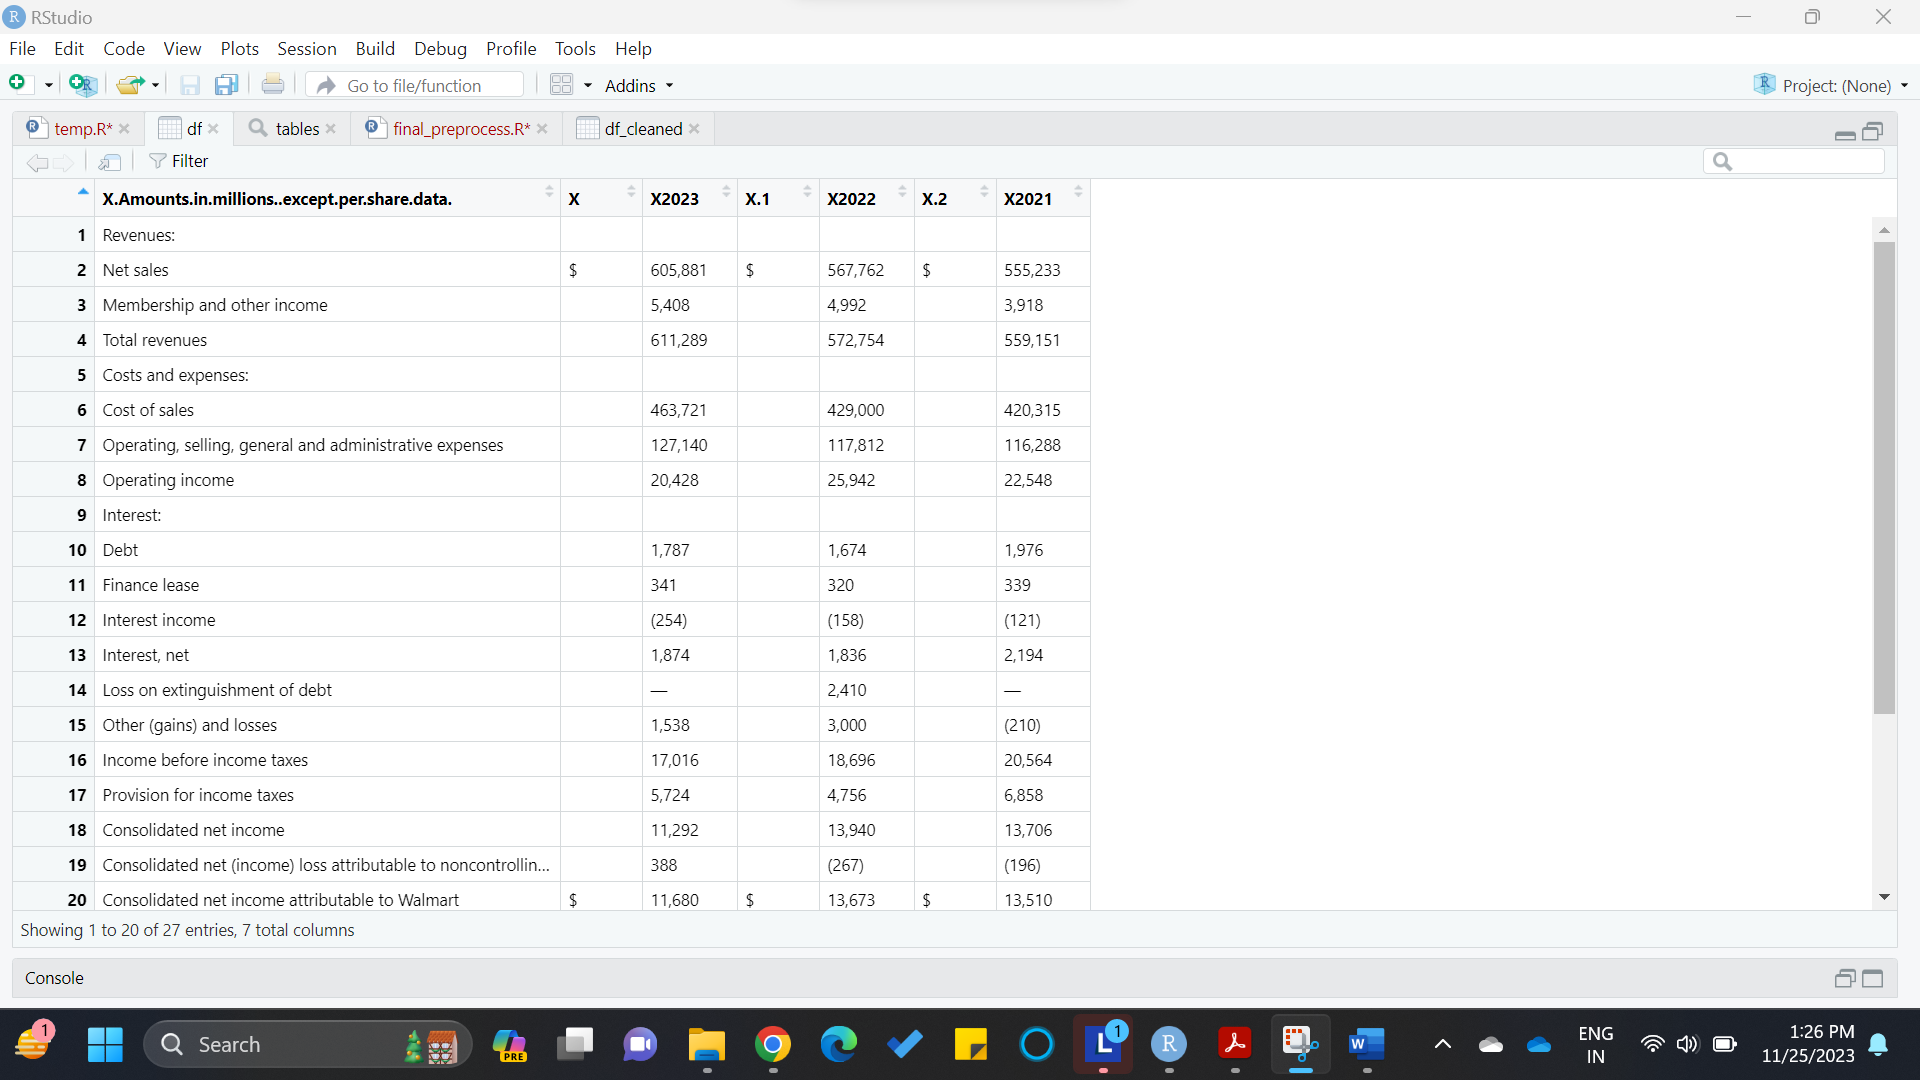 RStudio
File Edit Code View Plots Session Build Debug Profile Tools Help
Go to file/function Addins Project: (None)
temp.R* df tables final_preprocess.R* df_cleaned
Filter
X.Amounts.in.millions..except.per.share.data. X X2023 X.1 X2022 X.2 X2021
1 Revenues:
2 Net sales $ 605,881 $ 567,762 $ 555,233
3 Membership and other income 5,408 4,992 3,918
4 Total revenues 611,289 572,754 559,151
5 Costs and expenses:
6 Cost of sales 463,721 429,000 420,315
7 Operating, selling, general and administrative expenses 127,140 117,812 116,288
8 Operating income 20,428 25,942 22,548
9 Interest:
10 Debt 1,787 1,674 1,976
11 Finance lease 341 320 339
12 Interest income (254) (158) (121)
13 Interest, net 1,874 1,836 2,194
14 Loss on extinguishment of debt — 2,410 —
15 Other (gains) and losses 1,538 3,000 (210)
16 Income before income taxes 17,016 18,696 20,564
17 Provision for income taxes 5,724 4,756 6,858
18 Consolidated net income 11,292 13,940 13,706
19 Consolidated net (income) loss attributable to noncontrollin... 388 (267) (196)
20 Consolidated net income attributable to Walmart $ 11,680 $ 13,673 $ 13,510
Showing 1 to 20 of 27 entries, 7 total columns
Console
1 Search PRE L 1 R W ENG 1:26 PM
IN 11/25/2023